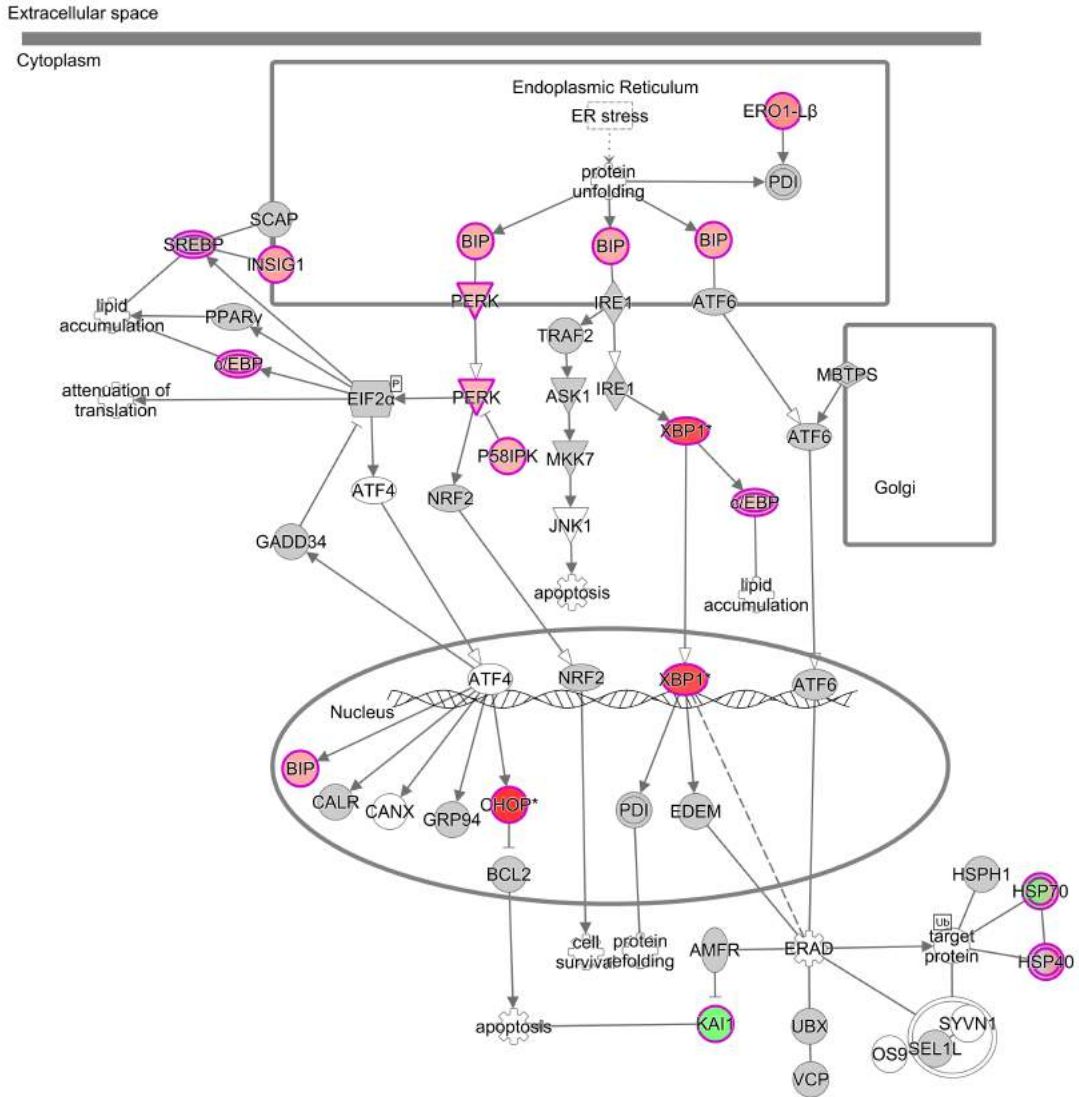 Extracellular space
Cytoplasm
Endoplasmic Reticulum
ER stress
ERO1-Lβ
protein
unfolding
PDI
SCAP
SREBP
INSIG1
BIP
BIP
BIP
PERK
IRE1
ATF6
lipid
accumulation
PPARγ
TRAF2
c/EBP
MBTPS
attenuation of
translation
P
EIF2α
PERK
ASK1
IRE1
XBP1*
ATF6
P58IPK
MKK7
ATF4
NRF2
c/EBP
Golgi
GADD34
JNK1
apoptosis
lipid
accumulation
ATF4
NRF2
XBP1*
ATF6
Nucleus
BIP
CALR
CANX
GRP94
CHOP*
PDI
EDEM
BCL2
HSPH1
HSP70
Ub
target
protein
cell
survival
protein
refolding
AMFR
ERAD
HSP40
apoptosis
KAI1
UBX
SYVN1
OS9
SEL1L
VCP